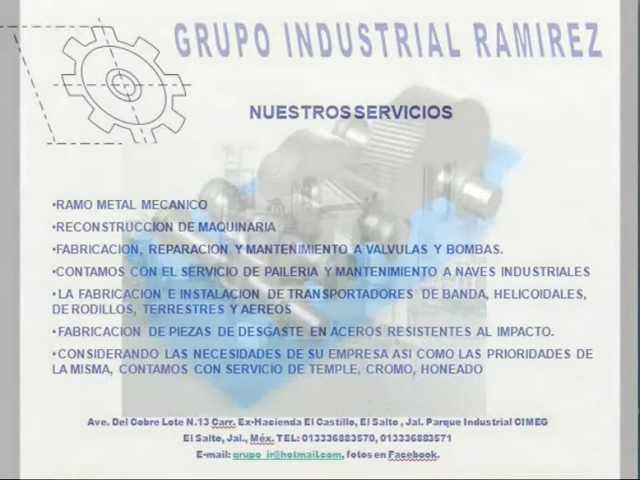 GRUPO INDUSTRIAL RAMIREZ
NUESTROS SERVICIOS
•RAMO METAL MECANICO
•RECONSTRUCCION DE MAQUINARIA
•FABRICACION, REPARACION Y MANTENIMIENTO A VALVULAS Y BOMBAS.
•CONTAMOS CON EL SERVICIO DE PAILERIA Y MANTENIMIENTO A NAVES INDUSTRIALES
•LA FABRICACION E INSTALACION DE TRANSPORTADORES DE BANDA, HELICOIDALES,
DE RODILLOS, TERRESTRES Y AEREOS
•FABRICACION DE PIEZAS DE DESGASTE EN ACEROS RESISTENTES AL IMPACTO.
•CONSIDERANDO LAS NECESIDADES DE SU EMPRESA ASI COMO LAS PRIORIDADES DE
LA MISMA, CONTAMOS CON SERVICIO DE TEMPLE, CROMO, HONEADO
Ave. Del Cobre Lote N.13 Carr. Ex-Hacienda El Castillo, El Salto , Jal. Parque Industrial CIMEG
El Salto, Jal., Méx. TEL: 013336883570, 013336883571
E-mail: grupo_ir@hotmail.com, fotos en Facebook.